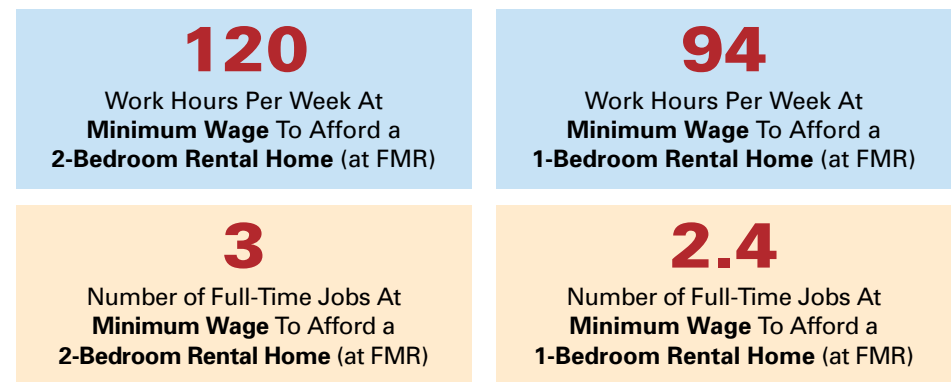 120
Work Hours Per Week At
Minimum Wage To Afford a
2-Bedroom Rental Home (at FMR)
94
Work Hours Per Week At
Minimum Wage To Afford a
1-Bedroom Rental Home (at FMR)
3
Number of Full-Time Jobs At
Minimum Wage To Afford a
2-Bedroom Rental Home (at FMR)
2.4
Number of Full-Time Jobs At
Minimum Wage To Afford a
1-Bedroom Rental Home (at FMR)